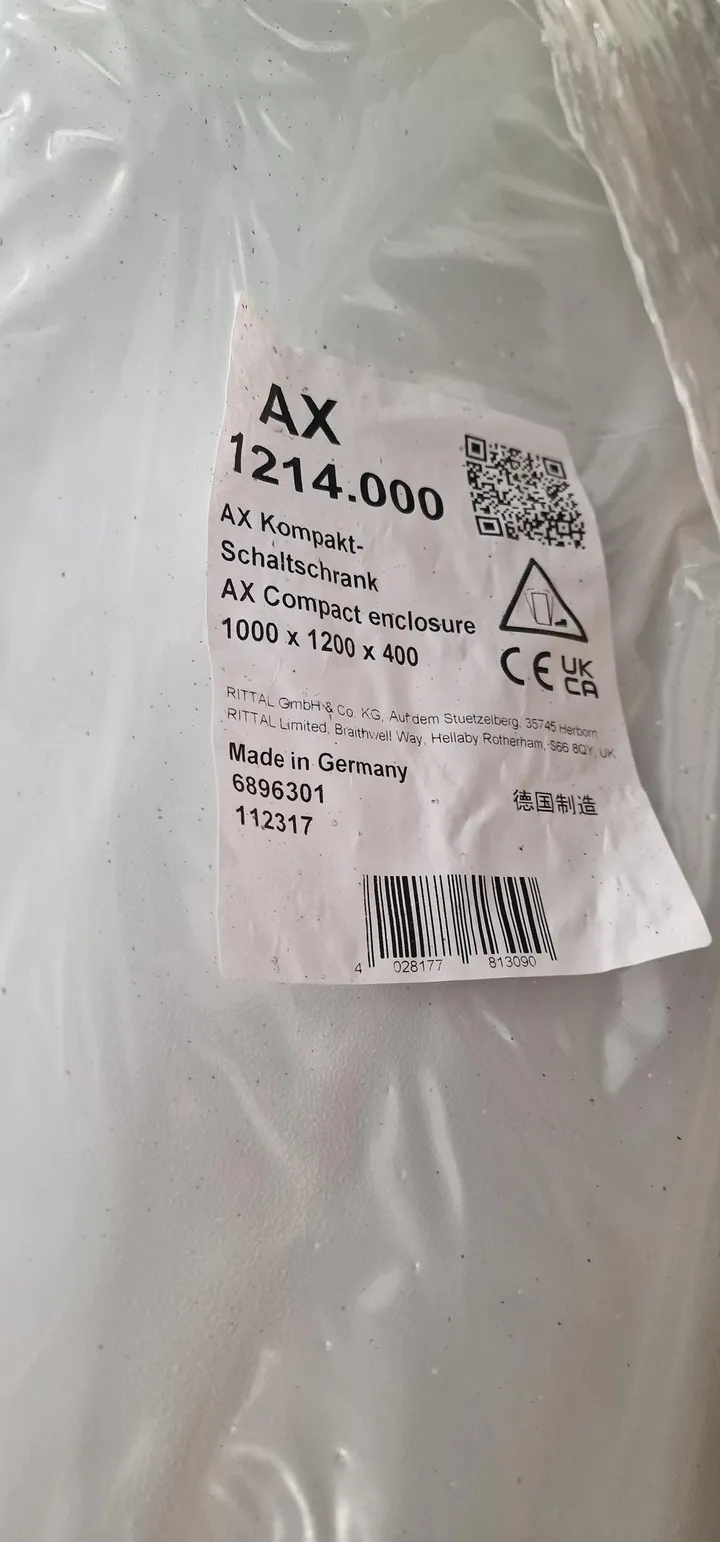 AX
1214.000
AX Kompakt-
Schaltschrank
AX Compact enclosure
1000 x 1200 x 400
CE UK
CA
RITTAL GmbH & Co. KG, Auf dem Stuetzelberg, 35745 Herborn
RITTAL Limited, Braithwell Way, Hellaby Rotherham, S66 8QY, UK
Made in Germany
6896301
德国制造
112317
4 028177 813090